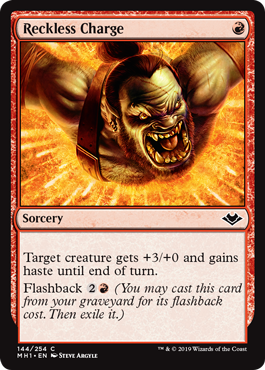 Reckless Charge
Sorcery
Target creature gets +3/+0 and gains
haste until end of turn.
Flashback 2 (You may cast this card
from your graveyard for its flashback
cost. Then exile it.)
144/254 C
MH1 • EN Steve Argyle
™ & © 2019 Wizards of the Coast